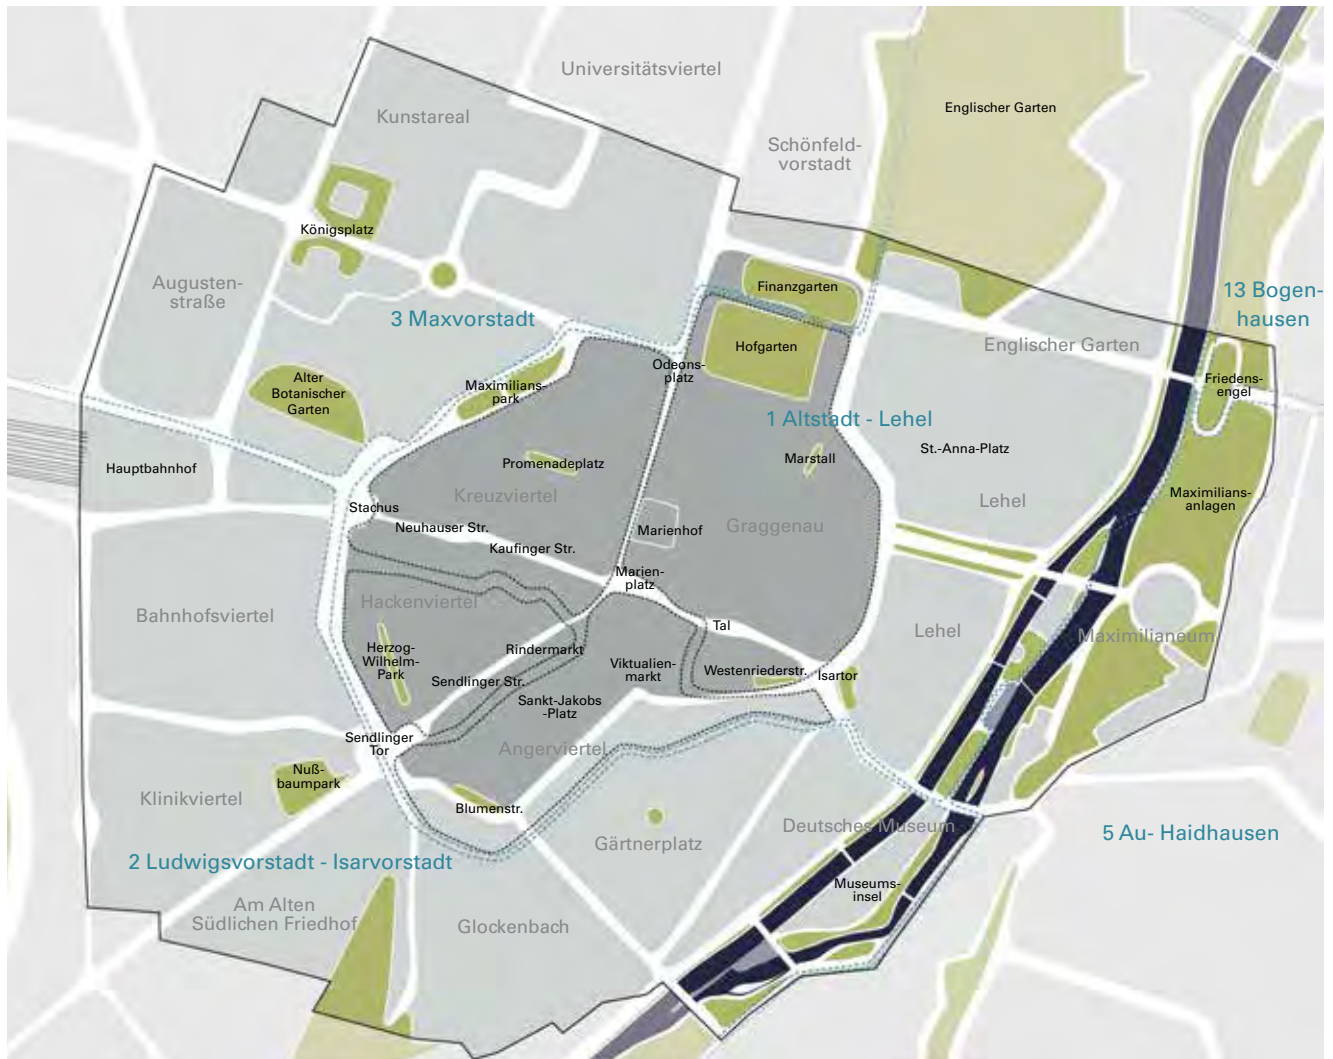 Universitätsviertel
Kunstareal
Englischer Garten
Schönfeld-
vorstadt
Königsplatz
Augusten-
straße
Finanzgarten
13 Bogen-
hausen
3 Maxvorstadt
Hofgarten
Englischer Garten
Odeons-
platz
Alter
Botanischer
Garten
Maximilians-
park
Friedens-
engel
1 Altstadt - Lehel
St.-Anna-Platz
Hauptbahnhof
Promenadeplatz
Marstall
Kreuzviertel
Lehel
Maximilians-
anlagen
Stachus
Neuhauser Str.
Marienhof
Graggenau
Kaufinger Str.
Marien-
platz
Hackenviertel
Bahnhofsviertel
Tal
Lehel
Maximilianeum
Herzog-
Wilhelm-
Park
Rindermarkt
Viktualien-
markt
Westenriederstr.
Isartor
Sendlinger Str.
Sankt-Jakobs
-Platz
Sendlinger
Tor
Angerviertel
Nuß-
baumpark
Klinikviertel
Blumenstr.
Gärtnerplatz
Deutsches Museum
5 Au- Haidhausen
2 Ludwigsvorstadt - Isarvorstadt
Museums-
insel
Am Alten
Südlichen Friedhof
Glockenbach